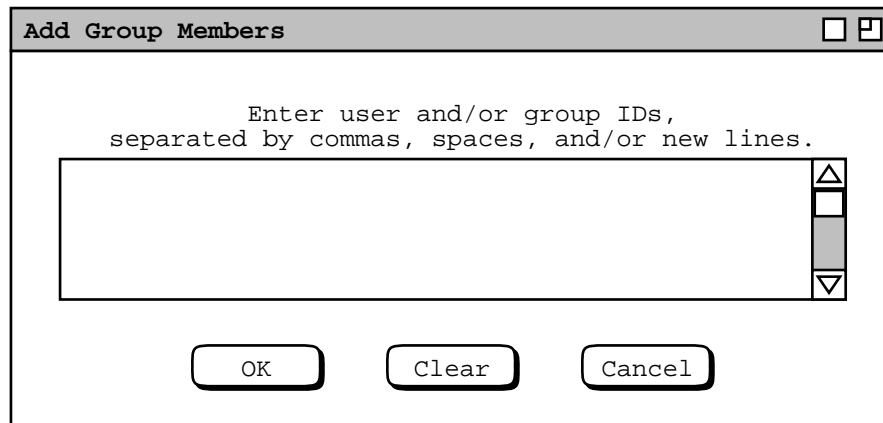 Add Group Members
Enter user and/or group IDs,
separated by commas, spaces, and/or new lines.
OK
Clear
Cancel